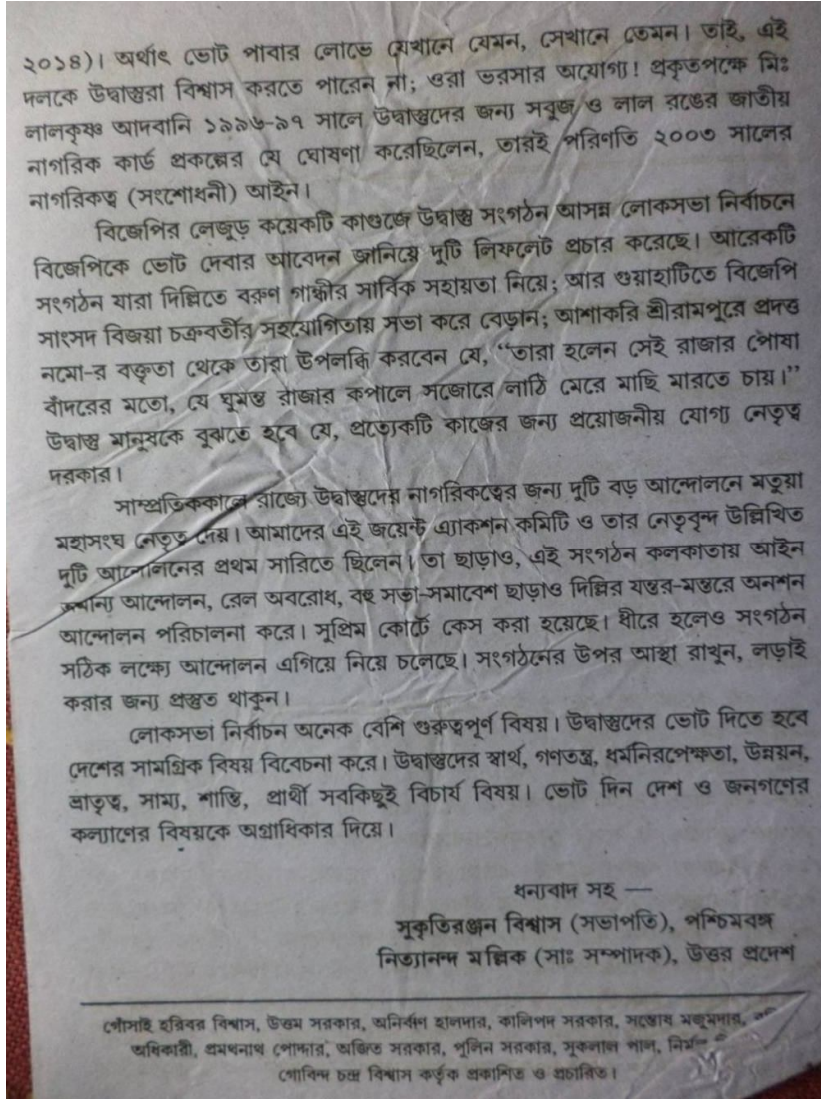 ২০১৪)। অর্থাৎ ভোট পাবার লোভে যেখানে যেমন, সেখানে তেমন। তাই, এই
দলকে উদ্বাস্তুরা বিশ্বাস করতে পারেন না; ওরা ভরসার অযোগ্য! প্রকৃতপক্ষে মিঃ
লালকৃষ্ণ আদবানি ১৯৯৬-৯৭ সালে উদ্বাস্তুদের জন্য সবুজ ও লাল রঙের জাতীয়
নাগরিক কার্ড প্রকল্পের যে ঘোষণা করেছিলেন, তারই পরিণতি ২০০৩ সালের
নাগরিকত্ব (সংশোধনী) আইন।
বিজেপির লেজুড় কয়েকটি কাগুজে উদ্বাস্তু সংগঠন আসন্ন লোকসভা নির্বাচনে
বিজেপিকে ভোট দেবার আবেদন জানিয়ে দুটি লিফলেট প্রচার করেছে। আরেকটি
সংগঠন যারা দিল্লিতে বরুণ গান্ধীর সার্বিক সহায়তা নিয়ে; আর গুয়াহাটিতে বিজেপি
সাংসদ বিজয়া চক্রবর্তীর সহযোগিতায় সভা করে বেড়ান; আশাকরি শ্রীরামপুরে প্রদত্ত
নমো-র বক্তৃতা থেকে তারা উপলব্ধি করবেন যে, “তারা হলেন সেই রাজার পোষা
বাঁদরের মতো, যে ঘুমন্ত রাজার কপালে সজোরে লাঠি মেরে মাছি মারতে চায়।”
উদ্বাস্তু মানুষকে বুঝতে হবে যে, প্রত্যেকটি কাজের জন্য প্রয়োজনীয় যোগ্য নেতৃত্ব
দরকার।
সাম্প্রতিককালে রাজ্যে উদ্বাস্তুদের নাগরিকত্বের জন্য দুটি বড় আন্দোলনে মতুয়া
মহাসংঘ নেতৃত্ব দেয়। আমাদের এই জয়েন্ট এ্যাকশন কমিটি ও তার নেতৃবৃন্দ উল্লিখিত
দুটি আন্দোলনের প্রথম সারিতে ছিলেন। তা ছাড়াও, এই সংগঠন কলকাতায় আইন
অমান্য আন্দোলন, রেল অবরোধ, বহু সভা-সমাবেশ ছাড়াও দিল্লির যন্তর-মন্তরে অনশন
আন্দোলন পরিচালনা করে। সুপ্রিম কোর্টে কেস করা হয়েছে। ধীরে হলেও সংগঠন
সঠিক লক্ষ্যে আন্দোলন এগিয়ে নিয়ে চলেছে। সংগঠনের উপর আস্থা রাখুন, লড়াই
করার জন্য প্রস্তুত থাকুন।
লোকসভা নির্বাচন অনেক বেশি গুরুত্বপূর্ণ বিষয়। উদ্বাস্তুদের ভোট দিতে হবে
দেশের সামগ্রিক বিষয় বিবেচনা করে। উদ্বাস্তুদের স্বার্থ, গণতন্ত্র, ধর্মনিরপেক্ষতা, উন্নয়ন,
ভ্রাতৃত্ব, সাম্য, শান্তি, প্রার্থী সবকিছুই বিচার্য বিষয়। ভোট দিন দেশ ও জনগণের
কল্যাণের বিষয়কে অগ্রাধিকার দিয়ে।
ধন্যবাদ সহ —
সুকৃতিরঞ্জন বিশ্বাস (সভাপতি), পশ্চিমবঙ্গ
নিত্যানন্দ মল্লিক (সাঃ সম্পাদক), উত্তর প্রদেশ
গোঁসাই হরিবর বিশ্বাস, উত্তম সরকার, অনির্বাণ হালদার, কালিপদ সরকার, সন্তোষ মজুমদার,
অধিকারী, প্রমথনাথ পোদ্দার, অজিত সরকার, পুলিন সরকার, সুকলাল পাল,
গোবিন্দ চন্দ্র বিশ্বাস কর্তৃক প্রকাশিত ও প্রচারিত।